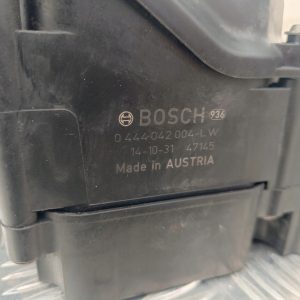 BOSCH 936
0 444 042 004-LW
14-10-31 47145
Made in AUSTRIA